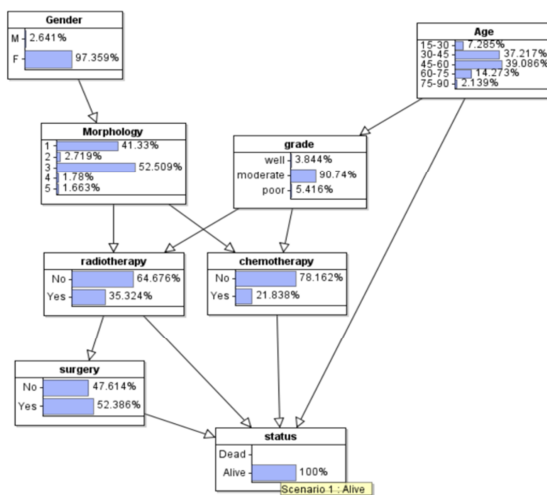 Gender
M 2.641%
F 97.359%
Age
15-30 7.285%
30-45 37.217%
45-60 39.086%
60-75 14.273%
75-90 2.139%
Morphology
1 41.33%
2 2.719%
3 52.509%
4 1.78%
5 1.663%
grade
well 3.844%
moderate 90.74%
poor 5.416%
radiotherapy
No 64.676%
Yes 35.324%
chemotherapy
No 78.162%
Yes 21.838%
surgery
No 47.614%
Yes 52.386%
status
Dead
Alive 100%
Scenario 1 : Alive